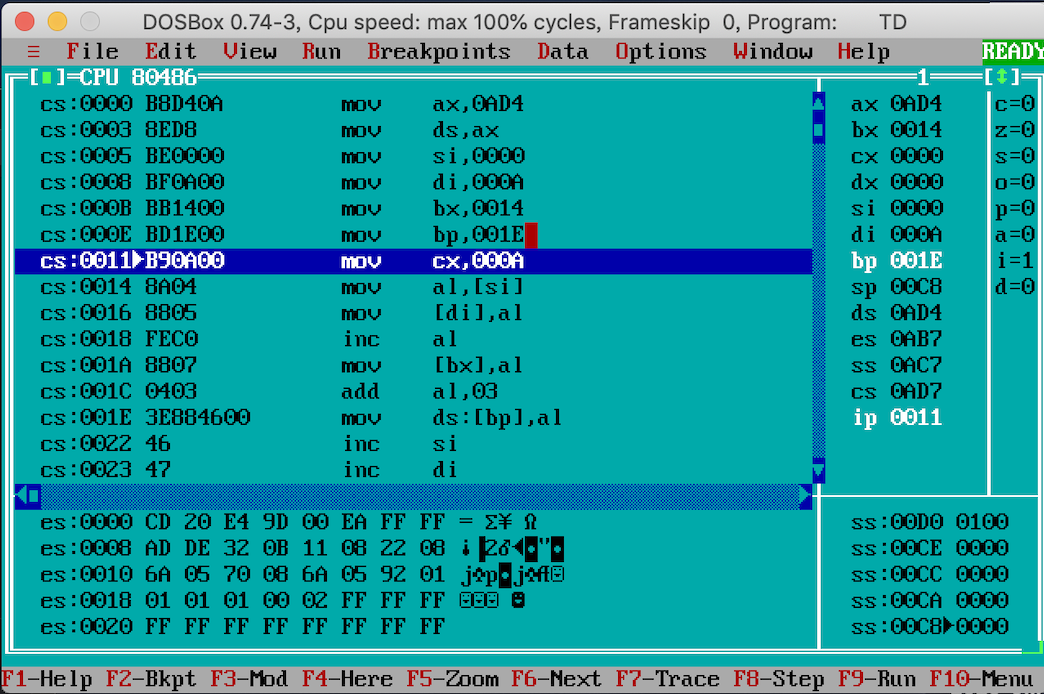 DOSBox 0.74-3, Cpu speed: max 100% cycles, Frameskip 0, Program: TD
≡ File Edit View Run Breakpoints Data Options Window Help READY
[■]=CPU 80486 1 [↕]
cs:0000 B8D40A mov ax,0AD4 ax 0AD4 c=0
cs:0003 8ED8 mov ds,ax bx 0014 z=0
cs:0005 BE0000 mov si,0000 cx 0000 s=0
cs:0008 BF0A00 mov di,000A dx 0000 o=0
cs:000B BB1400 mov bx,0014 si 0000 p=0
cs:000E BD1E00 mov bp,001E di 000A a=0
cs:0011►B90A00 mov cx,000A bp 001E i=1
cs:0014 8A04 mov al,[si] sp 00C8 d=0
cs:0016 8805 mov [di],al ds 0AD4
cs:0018 FEC0 inc al es 0AB7
cs:001A 8807 mov [bx],al ss 0AC7
cs:001C 0403 add al,03 cs 0AD7
cs:001E 3E884600 mov ds:[bp],al ip 0011
cs:0022 46 inc si
cs:0023 47 inc di
es:0000 CD 20 E4 9D 00 EA FF FF = Σ¥ Ω ss:00D0 0100
es:0008 AD DE 32 0B 11 08 22 08 ¡▐2♂◄◘"◘ ss:00CE 0000
es:0010 6A 05 70 08 6A 05 92 01 j♣p◘j♣Æ☺ ss:00CC 0000
es:0018 01 01 01 00 02 FF FF FF ☺☺☺ ☻ ss:00CA 0000
es:0020 FF FF FF FF FF FF FF FF ss:00C8►0000
F1-Help F2-Bkpt F3-Mod F4-Here F5-Zoom F6-Next F7-Trace F8-Step F9-Run F10-Menu